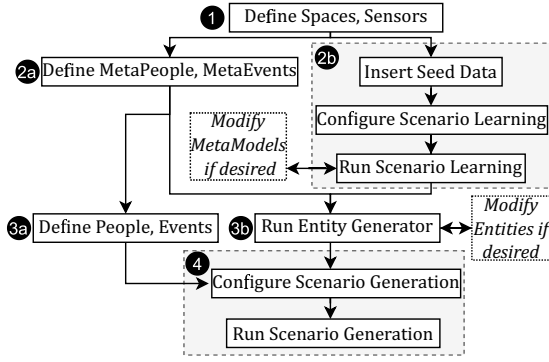 1 Define Spaces, Sensors
2a Define MetaPeople, MetaEvents
2b
Insert Seed Data
Configure Scenario Learning
Modify
MetaModels
if desired
Run Scenario Learning
3a Define People, Events
3b Run Entity Generator
Modify
Entities if
desired
4
Configure Scenario Generation
Run Scenario Generation